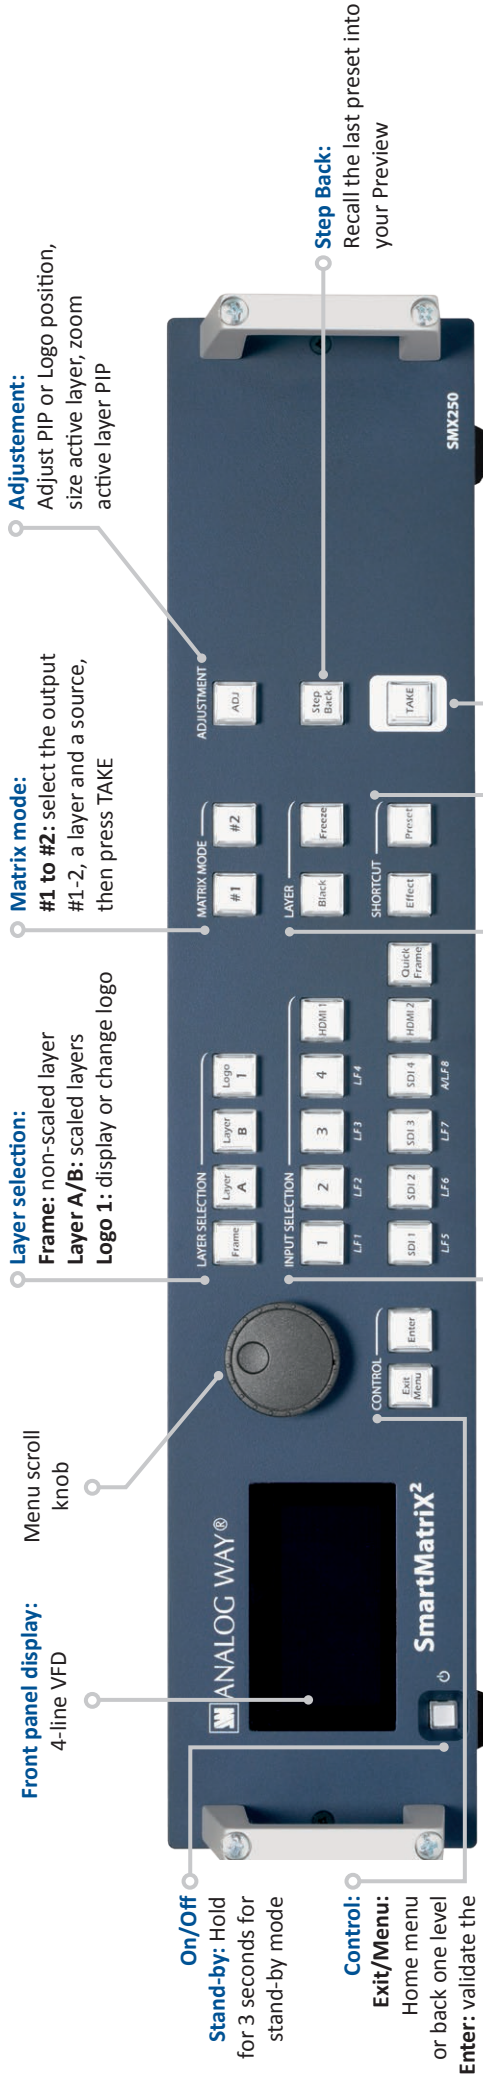 Front panel display:
4-line VFD
Menu scroll
knob
Layer selection:
Frame: non-scaled layer
Layer A/B: scaled layers
Logo 1: display or change logo
Matrix mode:
#1 to #2: select the output
#1-2, a layer and a source,
then press TAKE
Adjustement:
Adjust PIP or Logo position,
size active layer, zoom
active layer PIP
On/Off
Stand-by: Hold
for 3 seconds for
stand-by mode
Control:
Exit/Menu:
Home menu
or back one level
Enter: validate the
ANALOG WAY®
SmartMatriX²
CONTROL
Exit
Menu
Enter
LAYER SELECTION
Frame
Layer
A
Layer
B
Logo
1
INPUT SELECTION
1
2
3
4
HDMI 1
LF1
LF2
LF3
LF4
SDI 1
SDI 2
SDI 3
SDI 4
HDMI 2
Quick
Frame
LF5
LF6
LF7
A/LF8
MATRIX MODE
#1
#2
LAYER
Black
Freeze
SHORTCUT
Effect
Preset
ADJUSTMENT
ADJ
Step
Back
TAKE
SMX250
Step Back:
Recall the last preset into
your Preview